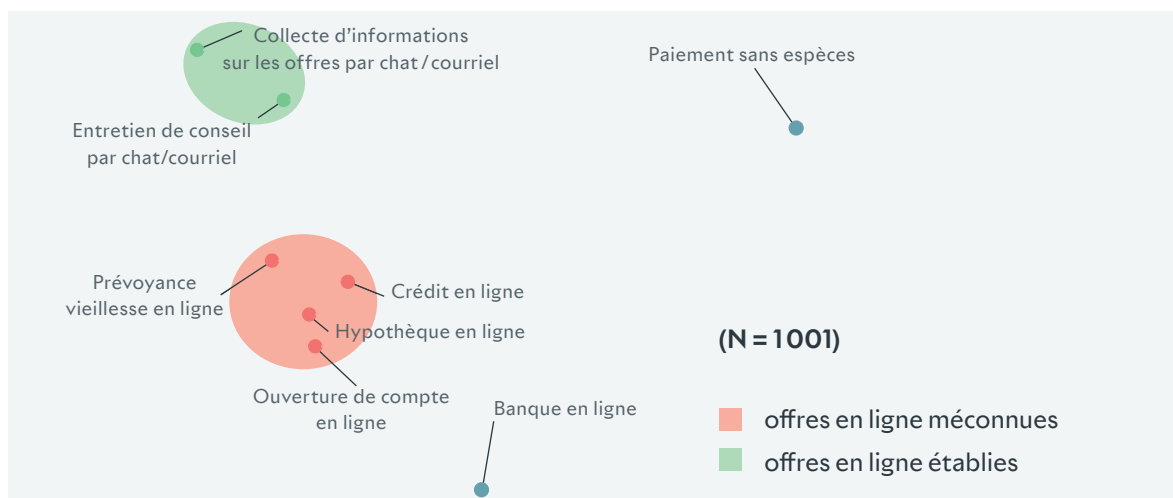 Collecte d’informations
sur les offres par chat / courriel
Paiement sans espèces
Entretien de conseil
par chat/courriel
Prévoyance
vieillesse en ligne
Crédit en ligne
Hypothèque en ligne
Ouverture de compte
en ligne
Banque en ligne
(N = 1001)
offres en ligne méconnues
offres en ligne établies